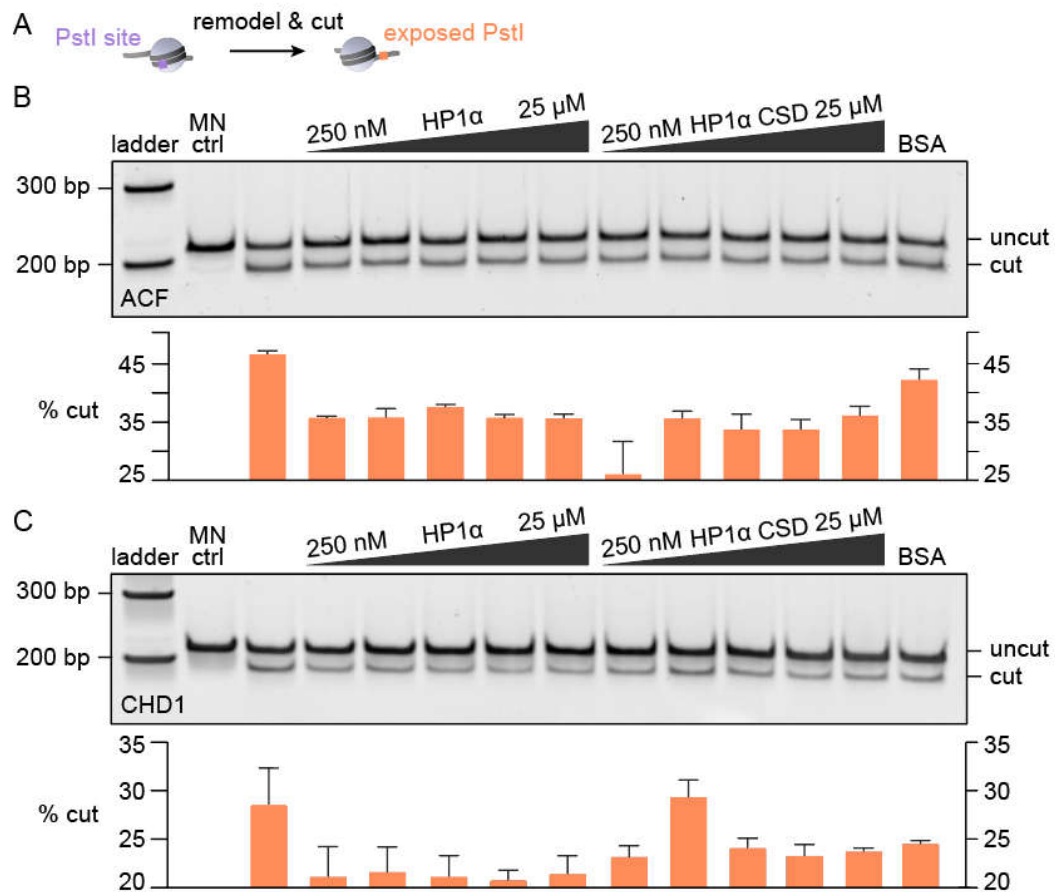 A
PstI site
remodel & cut
exposed PstI
B
ladder
MN
ctrl
250 nM HP1α 25 μM
250 nM HP1α CSD 25 μM
BSA
300 bp
200 bp
uncut
cut
ACF
% cut
45
35
25
45
35
25
C
ladder
MN
ctrl
250 nM HP1α 25 μM
250 nM HP1α CSD 25 μM
BSA
300 bp
200 bp
uncut
cut
CHD1
% cut
35
30
25
20
35
30
25
20